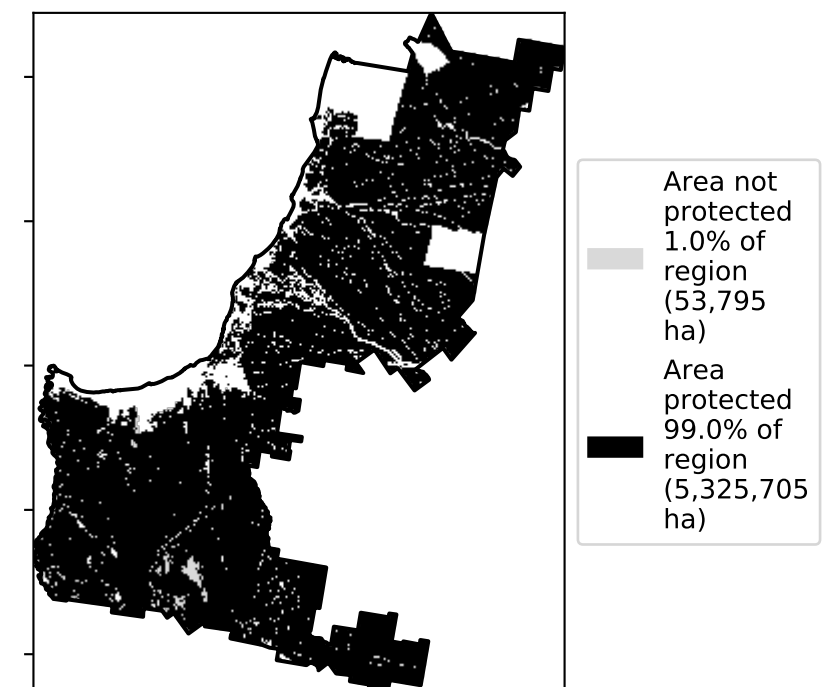 Area not
protected
1.0% of
region
(53,795
ha)
Area
protected
99.0% of
region
(5,325,705
ha)